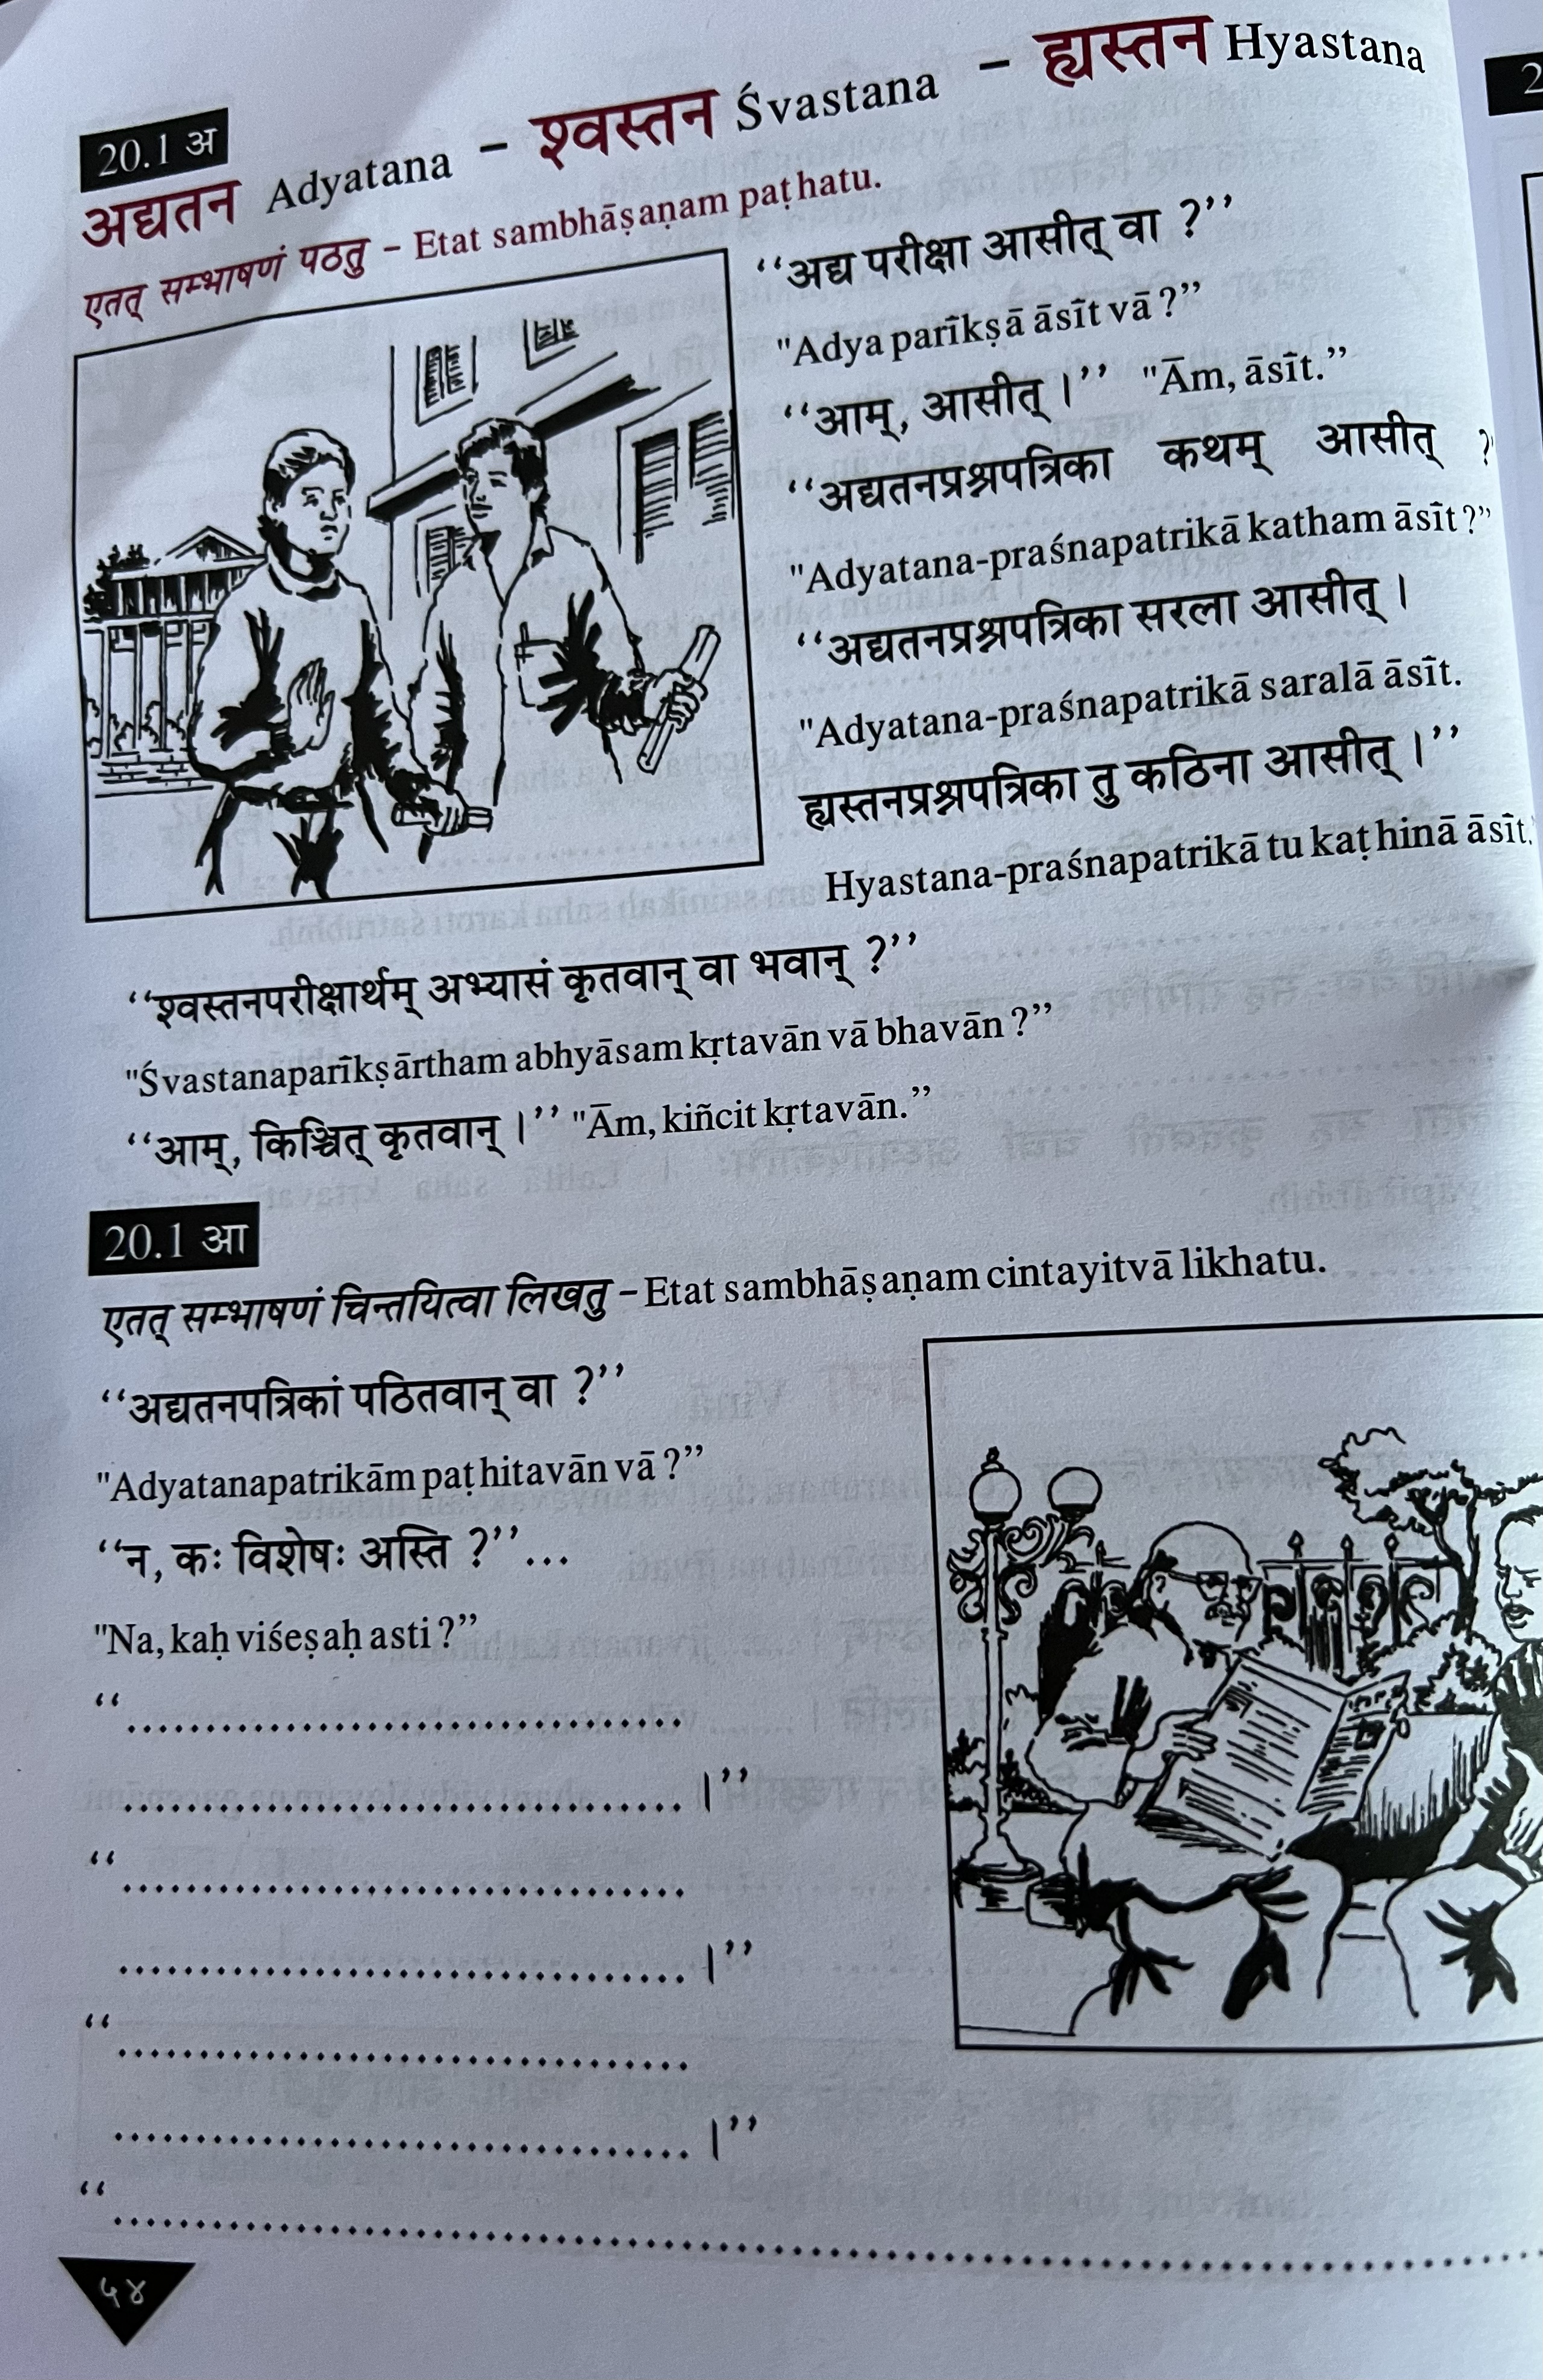 20.1 अ
अद्यतन Adyatana – श्वस्तन Śvastana – ह्यस्तन Hyastana
एतत् सम्भाषणं पठतु – Etat sambhāṣaṇam paṭhatu.
‘‘अद्य परीक्षा आसीत् वा ?’’
"Adya parīkṣā āsīt vā ?”
‘‘आम्, आसीत् ।’’ "Ām, āsīt.”
‘‘अद्यतनप्रश्नपत्रिका कथम् आसीत् ?’
"Adyatana-praśnapatrikā katham āsīt ?”
‘‘अद्यतनप्रश्नपत्रिका सरला आसीत् ।
"Adyatana-praśnapatrikā saralā āsīt.
ह्यस्तनप्रश्नपत्रिका तु कठिना आसीत् ।’’
Hyastana-praśnapatrikā tu kaṭhinā āsīt.
‘‘श्वस्तनपरीक्षार्थम् अभ्यासं कृतवान् वा भवान् ?’’
"Śvastanaparīkṣārtham abhyāsam kṛtavān vā bhavān ?”
‘‘आम्, किञ्चित् कृतवान् ।’’ "Ām, kiñcit kṛtavān.”
20.1 आ
एतत् सम्भाषणं चिन्तयित्वा लिखतु – Etat sambhāṣaṇam cintayitvā likhatu.
‘‘अद्यतनपत्रिकां पठितवान् वा ?’’
"Adyatanapatrikām paṭhitavān vā ?”
‘‘न, कः विशेषः अस्ति ?’’...
"Na, kaḥ viśeṣaḥ asti ?”
‘‘..................................
.................................. ।’’
‘‘..................................
.................................. ।’’
‘‘..................................
.................................. ।’’
‘‘....................................................................................
५४